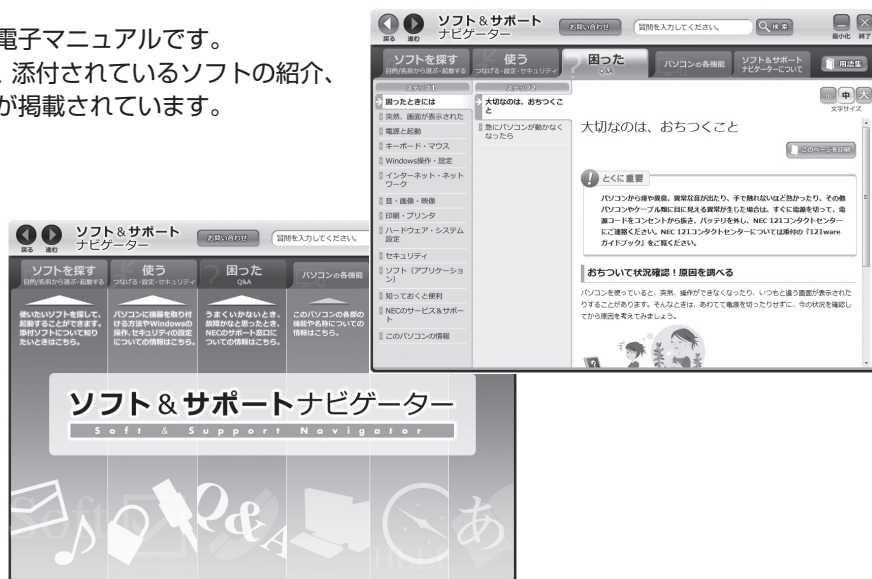 電子マニュアルです。
添付されているソフトの紹介、
が掲載されています。
戻る 進む
ソフト&サポート
ナビゲーター
お問い合わせ
質問を入力してください。
検索
最小化 終了
ソフトを探す
目的/名前から選ぶ・起動する
使う
つなげる・設定・セキュリティ
困った
Q&A
パソコンの各機能
ソフト&サポート
ナビゲーターについて
用語集
ステップ1
困ったときには
突然、画面が表示された
電源と起動
キーボード・マウス
Windows操作・設定
インターネット・ネット
ワーク
音・画像・映像
印刷・プリンタ
ハードウェア・システム
設定
セキュリティ
ソフト(アプリケーショ
ン)
知っておくと便利
NECのサービス&サポー
ト
このパソコンの情報
ステップ2
大切なのは、おちつくこ
と
急にパソコンが動かなく
なったら
小 中 大
文字サイズ
大切なのは、おちつくこと
このページを印刷
とくに重要
パソコンから煙や異臭、異常な音が出たり、手で触れないほど熱かったり、その他
パソコンやケーブル類に目に見える異常が生じた場合は、すぐに電源を切って、電
源コードをコンセントから抜き、バッテリを外し、NEC 121コンタクトセンター
にご連絡ください。NEC 121コンタクトセンターについては添付の『121ware
ガイドブック』をご覧ください。
おちついて状況確認!原因を調べる
パソコンを使っていると、突然、操作ができなくなったり、いつもと違う画面が表示された
りすることがあります。そんなときは、あわてて電源を切ったりせずに、今の状況を確認し
てから原因を考えてみましょう。
戻る 進む
ソフト&サポート
ナビゲーター
お問い合わせ
質問を入力してください。
ソフトを探す
目的/名前から選ぶ・起動する
使う
つなげる・設定・セキュリティ
困った
Q&A
パソコンの各機能
使いたいソフトを探して、
起動することができます。
添付ソフトについて知り
たいときはこちら。
パソコンに機器を取り付
ける方法やWindowsの
操作、セキュリティの設定
についての情報はこちら。
うまくいかないとき、
故障かなと思ったとき、
NECのサポート窓口に
ついての情報はこちら。
このパソコンの各部の
機能や名称についての
情報はこちら。
ソフト&サポートナビゲーター
Soft & Support Navigator
Soft
Q&A
HELP
あ